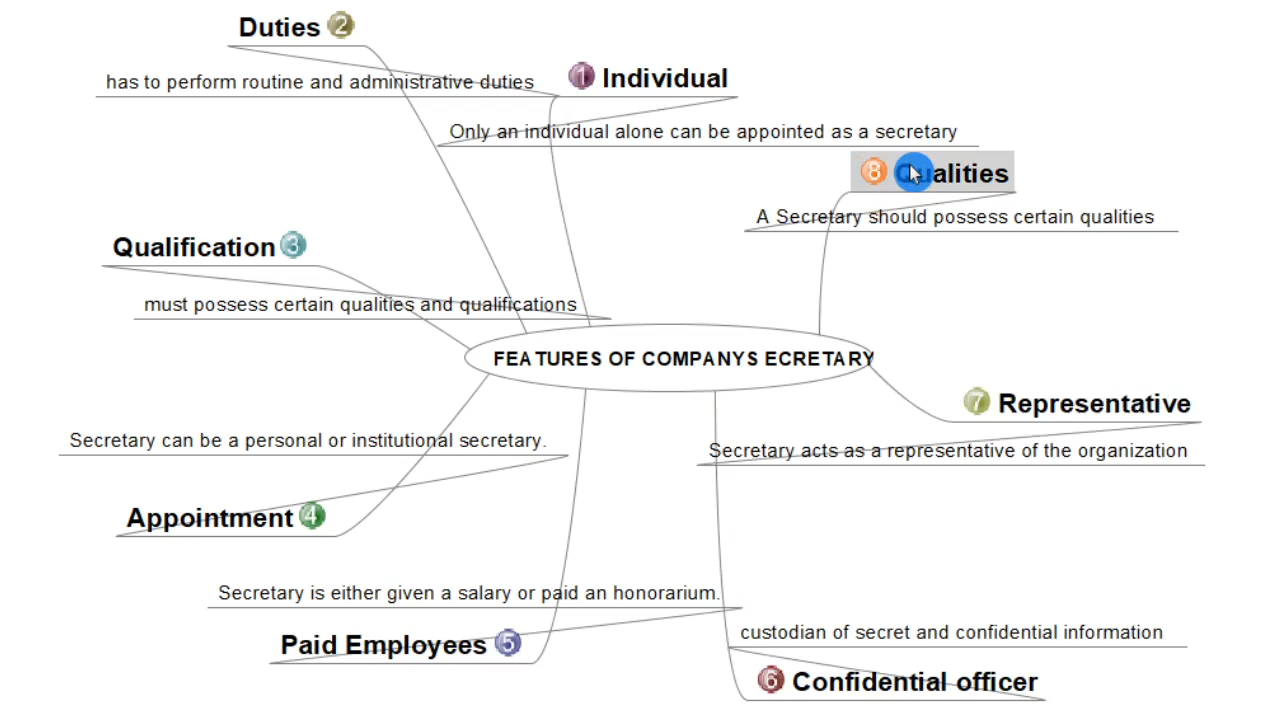 Duties 2
has to perform routine and administrative duties
1 Individual
Only an individual alone can be appointed as a secretary
8 Qualities
A Secretary should possess certain qualities
Qualification 3
must possess certain qualities and qualifications
FEATURES OF COMPANYS ECRETARY
7 Representative
Secretary acts as a representative of the organization
Secretary can be a personal or institutional secretary.
Appointment 4
Secretary is either given a salary or paid an honorarium.
Paid Employees 5
custodian of secret and confidential information
6 Confidential officer